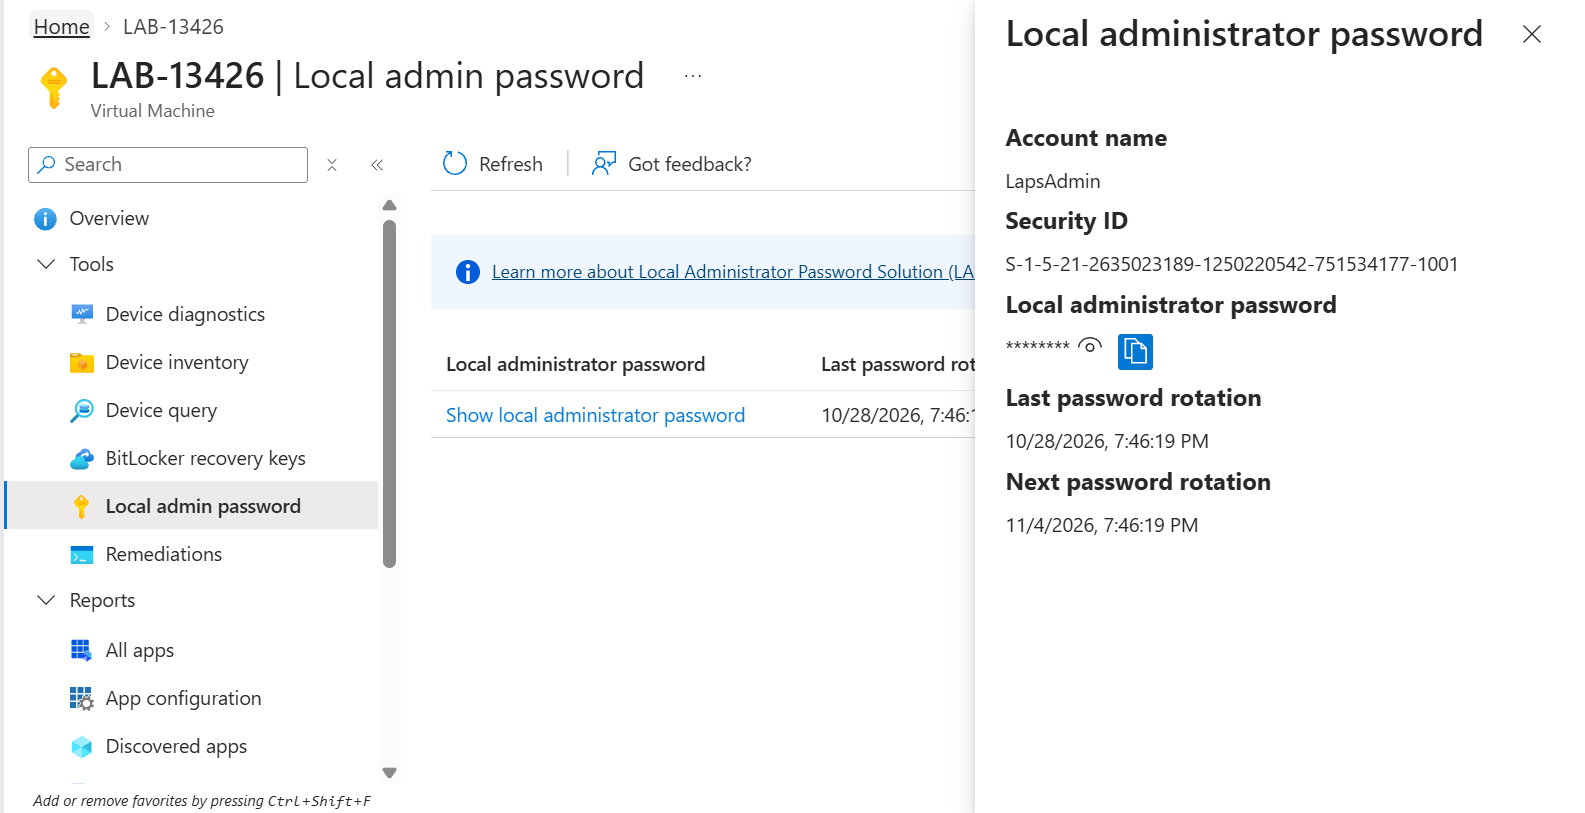 Home > LAB-13426
LAB-13426 | Local admin password ...
Virtual Machine
Search
Overview
Tools
Device diagnostics
Device inventory
Device query
BitLocker recovery keys
Local admin password
Remediations
Reports
All apps
App configuration
Discovered apps
Add or remove favorites by pressing Ctrl+Shift+F
Refresh
Got feedback?
Learn more about Local Administrator Password Solution (LA
Local administrator password Last password rot
Show local administrator password 10/28/2026, 7:46:1
Local administrator password
Account name
LapsAdmin
Security ID
S-1-5-21-2635023189-1250220542-751534177-1001
Local administrator password
********
Last password rotation
10/28/2026, 7:46:19 PM
Next password rotation
11/4/2026, 7:46:19 PM